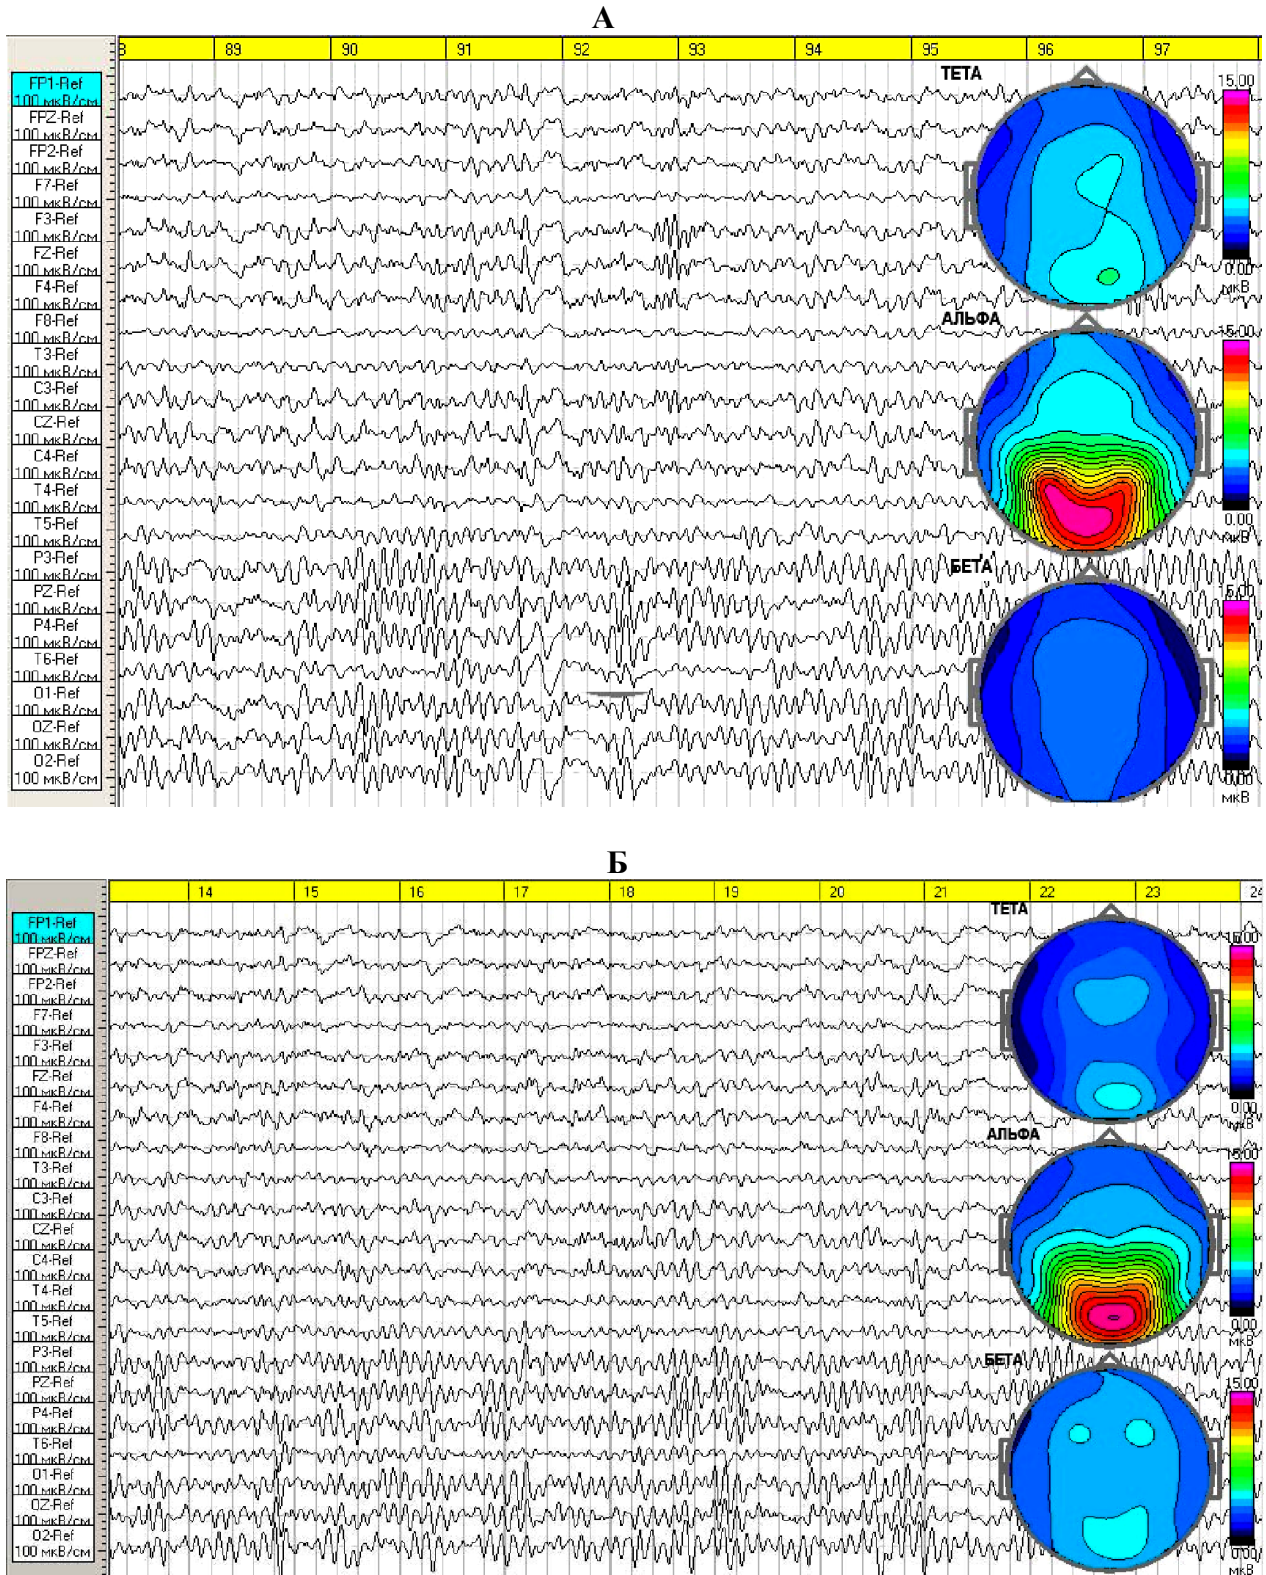 А
8 89 90 91 92 93 94 95 96 97
FP1-Ref
100 мкВ/см
FPZ-Ref
100 мкВ/см
FP2-Ref
100 мкВ/см
F7-Ref
100 мкВ/см
F3-Ref
100 мкВ/см
FZ-Ref
100 мкВ/см
F4-Ref
100 мкВ/см
F8-Ref
100 мкВ/см
T3-Ref
100 мкВ/см
C3-Ref
100 мкВ/см
CZ-Ref
100 мкВ/см
C4-Ref
100 мкВ/см
T4-Ref
100 мкВ/см
T5-Ref
100 мкВ/см
P3-Ref
100 мкВ/см
PZ-Ref
100 мкВ/см
P4-Ref
100 мкВ/см
T6-Ref
100 мкВ/см
O1-Ref
100 мкВ/см
OZ-Ref
100 мкВ/см
O2-Ref
100 мкВ/см
ТЕТА
15.00
0.00
мкВ
АЛЬФА
15.00
0.00
мкВ
БЕТА
15.00
0.00
мкВ
Б
14 15 16 17 18 19 20 21 22 23 24
FP1-Ref
100 мкВ/см
FPZ-Ref
100 мкВ/см
FP2-Ref
100 мкВ/см
F7-Ref
100 мкВ/см
F3-Ref
100 мкВ/см
FZ-Ref
100 мкВ/см
F4-Ref
100 мкВ/см
F8-Ref
100 мкВ/см
T3-Ref
100 мкВ/см
C3-Ref
100 мкВ/см
CZ-Ref
100 мкВ/см
C4-Ref
100 мкВ/см
T4-Ref
100 мкВ/см
T5-Ref
100 мкВ/см
P3-Ref
100 мкВ/см
PZ-Ref
100 мкВ/см
P4-Ref
100 мкВ/см
T6-Ref
100 мкВ/см
O1-Ref
100 мкВ/см
OZ-Ref
100 мкВ/см
O2-Ref
100 мкВ/см
ТЕТА
15.00
0.00
мкВ
АЛЬФА
15.00
0.00
мкВ
БЕТА
15.00
0.00
мкВ